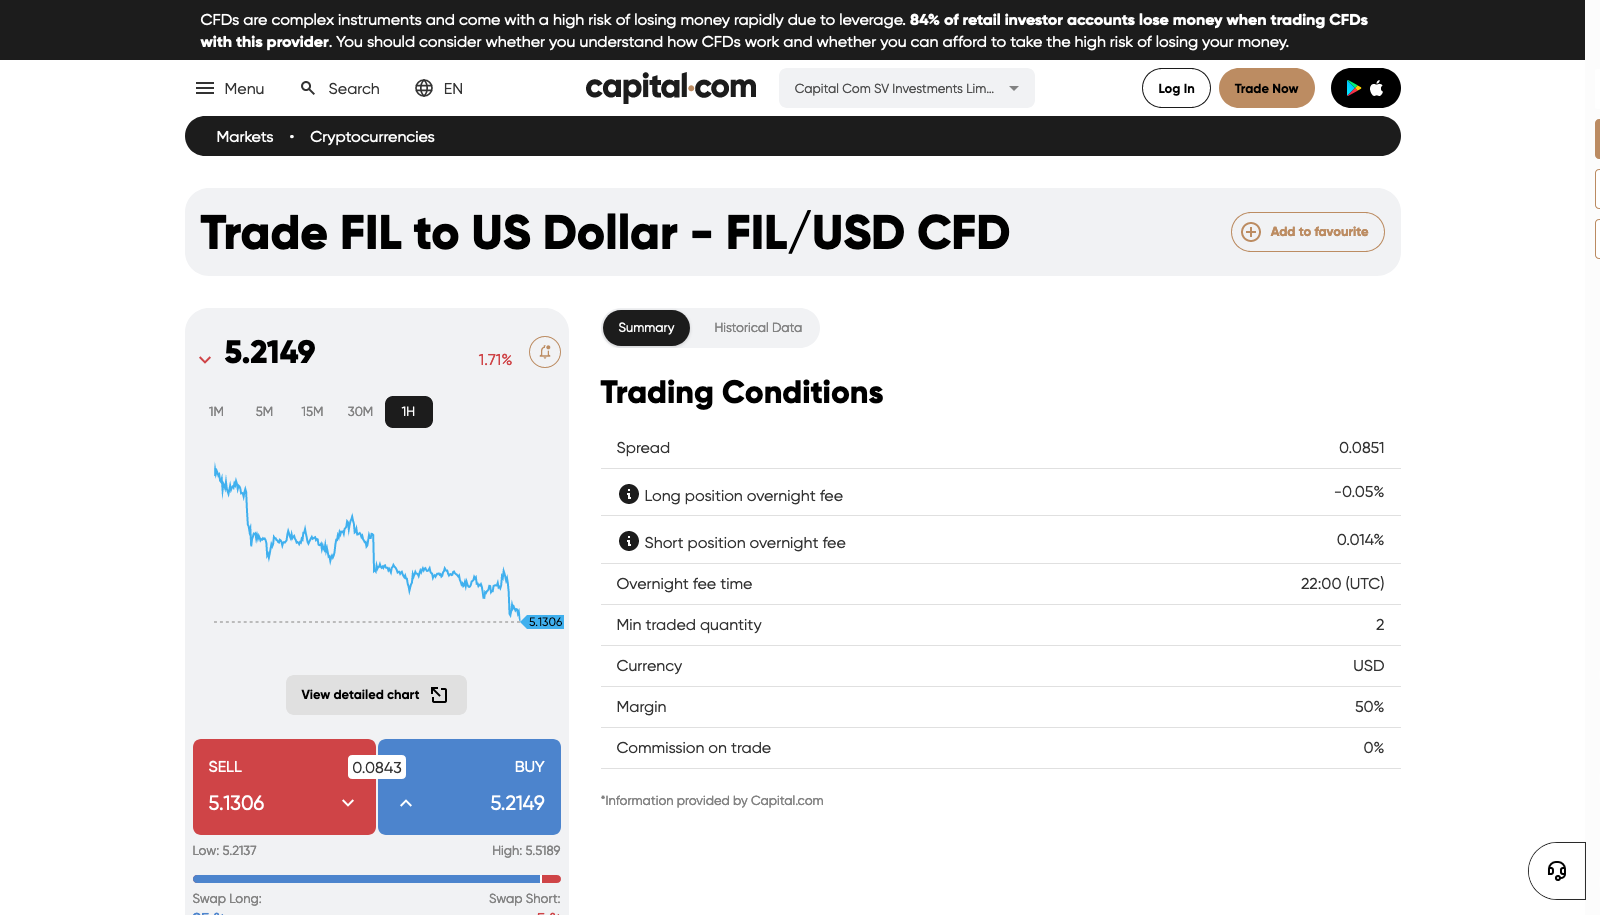 CFDs are complex instruments and come with a high risk of losing money rapidly due to leverage. 84% of retail investor accounts lose money when trading CFDs
with this provider. You should consider whether you understand how CFDs work and whether you can afford to take the high risk of losing your money.
Menu Search EN capital.com Capital Com SV Investments Lim... Log In Trade Now
Markets • Cryptocurrencies
Trade FIL to US Dollar - FIL/USD CFD
Add to favourite
5.2149
1.71%
1M 5M 15M 30M 1H
5.1306
View detailed chart
SELL 0.0843 BUY
5.1306 5.2149
Low: 5.2137 High: 5.5189
Swap Long: Swap Short:
Summary Historical Data
Trading Conditions
Spread 0.0851
Long position overnight fee -0.05%
Short position overnight fee 0.014%
Overnight fee time 22:00 (UTC)
Min traded quantity 2
Currency USD
Margin 50%
Commission on trade 0%
*Information provided by Capital.com